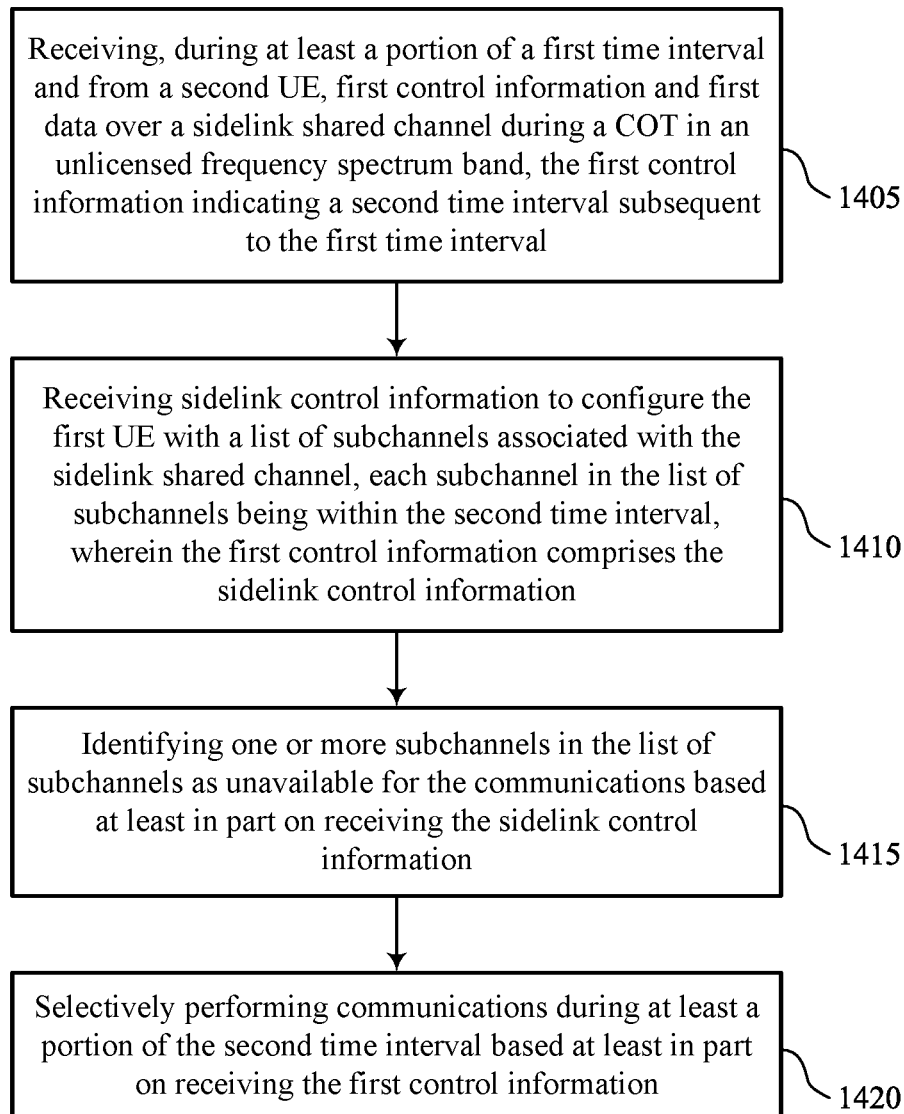 Receiving, during at least a portion of a first time interval
and from a second UE, first control information and first
data over a sidelink shared channel during a COT in an
unlicensed frequency spectrum band, the first control
information indicating a second time interval subsequent
to the first time interval
1405
Receiving sidelink control information to configure the
first UE with a list of subchannels associated with the
sidelink shared channel, each subchannel in the list of
subchannels being within the second time interval,
wherein the first control information comprises the
sidelink control information
1410
Identifying one or more subchannels in the list of
subchannels as unavailable for the communications based
at least in part on receiving the sidelink control
information
1415
Selectively performing communications during at least a
portion of the second time interval based at least in part
on receiving the first control information
1420